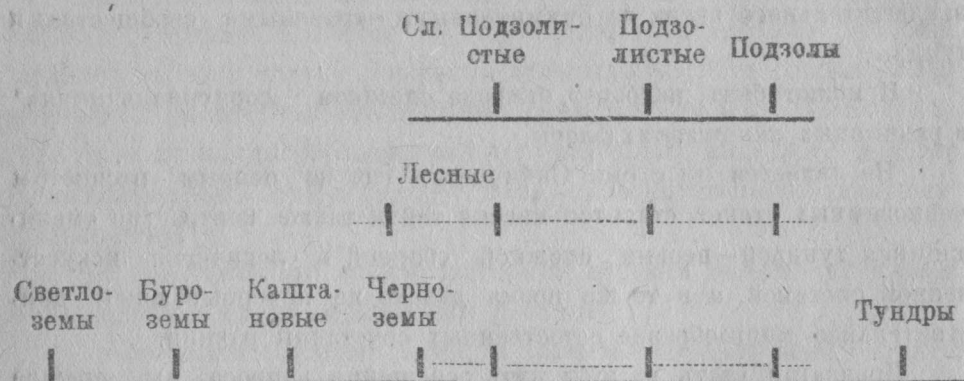 Сл. Подзоли- Подзо-
стые листые Подзолы
Лесные
Светло- Буро- Кашта- Черно-
земы земы новые земы Тундры